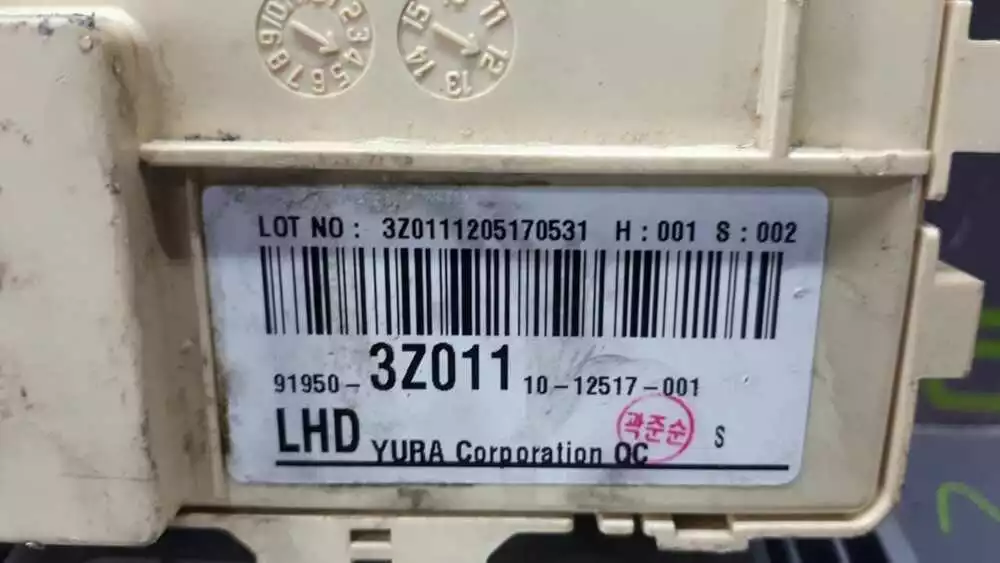 LOT NO : 3Z0111205170531 H : 001 S : 002
91950- 3Z011 10-12517-001
LHD YURA Corporation QC 곽준순 S